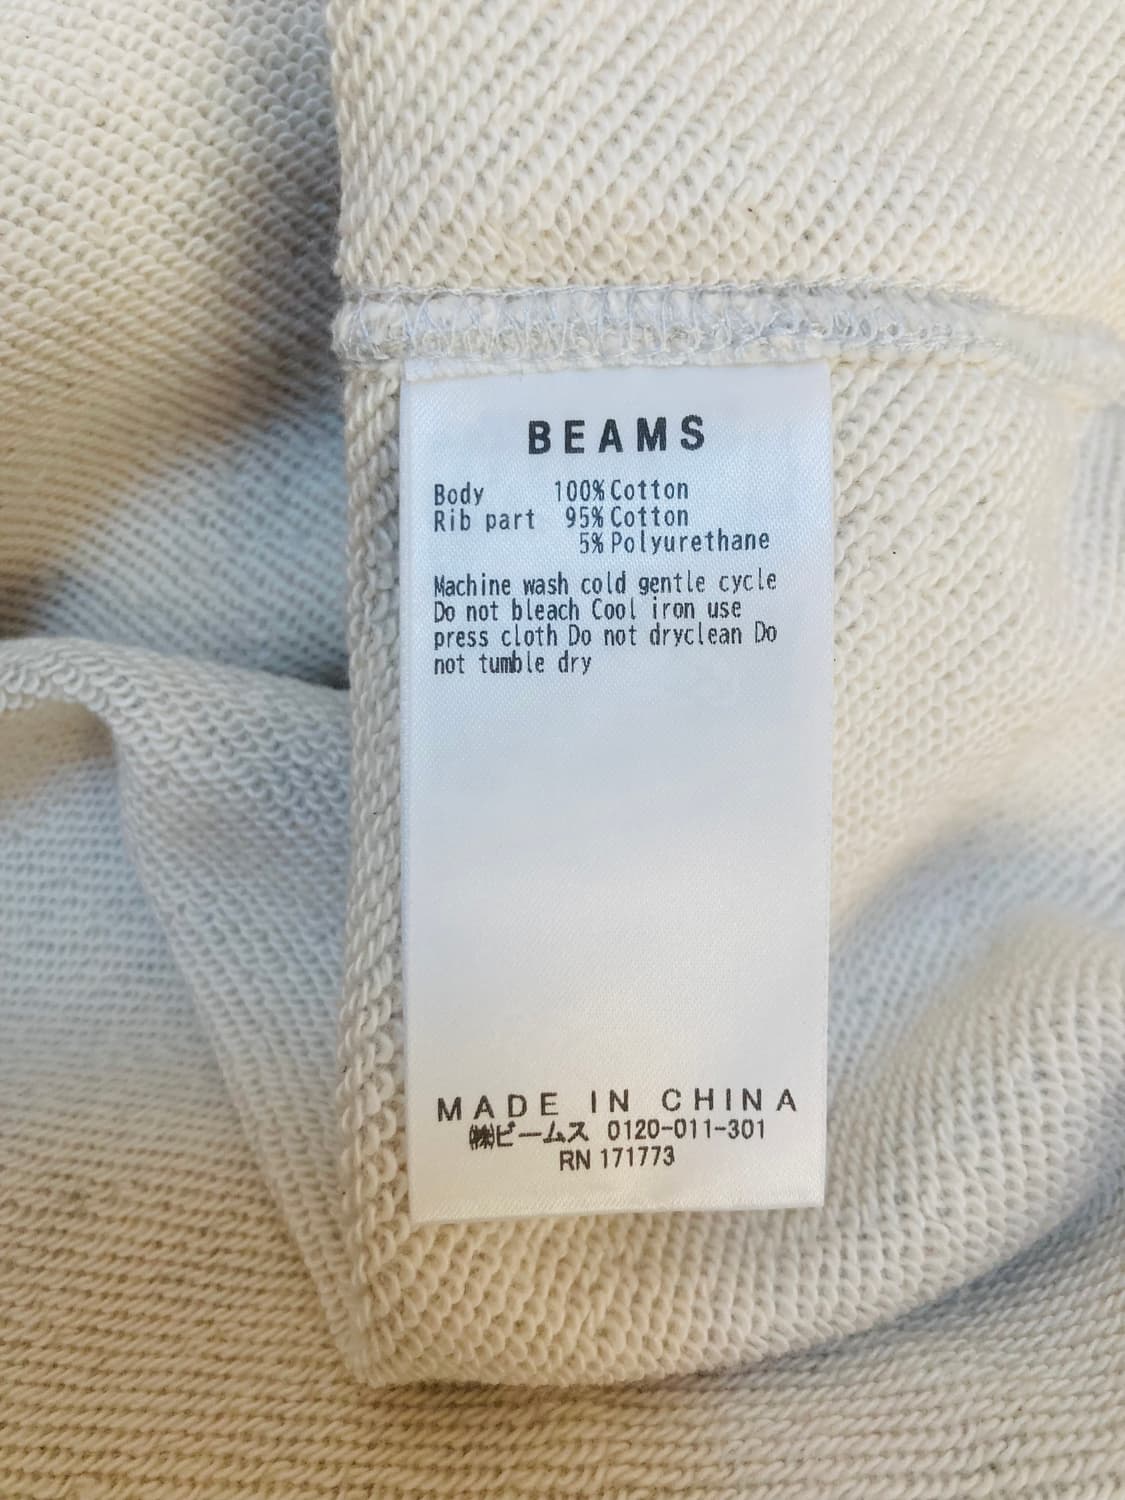 BEAMS
Body 100% Cotton
Rib part 95% Cotton
5% Polyurethane
Machine wash cold gentle cycle
Do not bleach Cool iron use
press cloth Do not dryclean Do
not tumble dry
MADE IN CHINA
㈱ビームス 0120-011-301
RN 171773